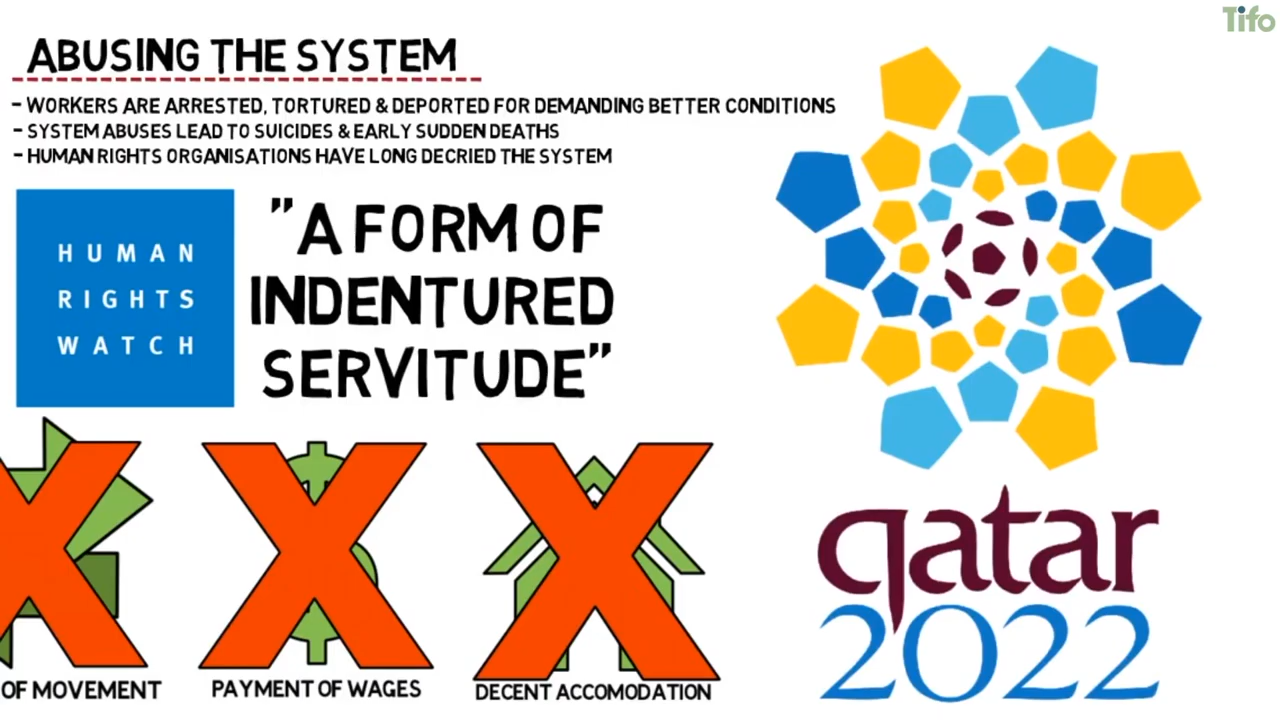 Tifo
ABUSING THE SYSTEM
- WORKERS ARE ARRESTED, TORTURED & DEPORTED FOR DEMANDING BETTER CONDITIONS
- SYSTEM ABUSES LEAD TO SUICIDES & EARLY SUDDEN DEATHS
- HUMAN RIGHTS ORGANISATIONS HAVE LONG DECRIED THE SYSTEM
HUMAN
RIGHTS
WATCH
"A FORM OF
INDENTURED
SERVITUDE"
OF MOVEMENT
PAYMENT OF WAGES
DECENT ACCOMODATION
qatar
2022